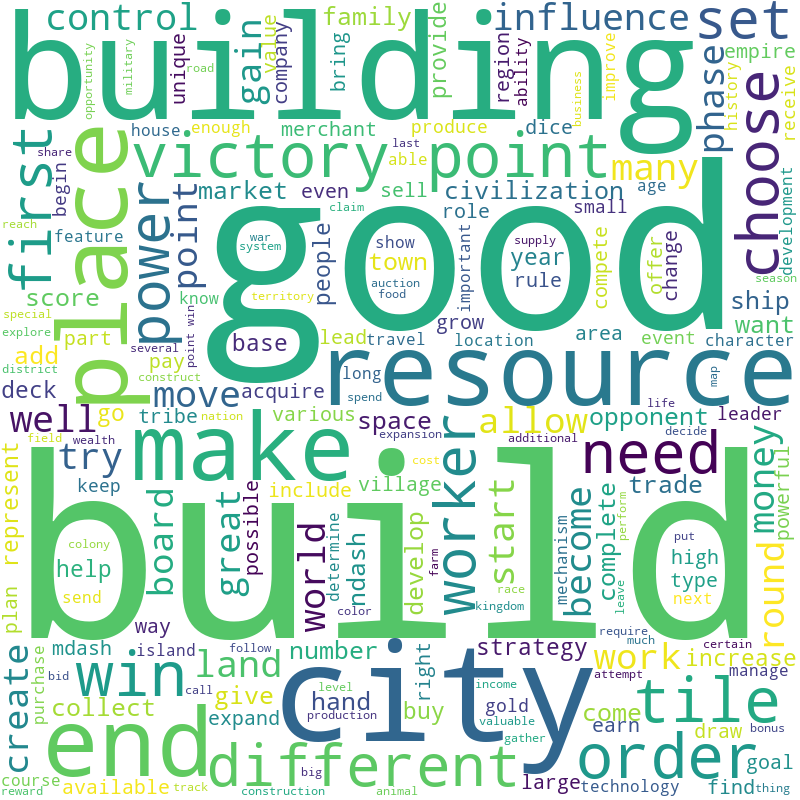 control
building
influence
set
family
gain
value
company
bring
provide
unique
opportunity
military
road
region
ability
improve
business
phase
empire
history
receive
house
enough
merchant
produce
dice
share
begin
first
place
victory point
last
able
many
choose
market
even
sell
civilization
age
claim
role
small
development
reach
feature
power
point
good
war
system
show
people
important
supply
year
rule
town
auction
food
compete
offer
change
season
score
know
special
explore
part
territory
base
lead
travel
grow
location
area
event
ship
want
character
district
add
pay
point win
several
construct
long
spend
resource
map
deck
move
acquire
life
go
tribe
various
space
allow
opponent
leader
well
nation
field
wealth
expansion
additional
decide
try
make
worker
need
money
powerful
keep
include
village
cost
trade
represent
board
great
possible
world
determine
ndash
develop
start
become
mechanism
complete
perform
build
colony
help
send
farm
color
race
kingdom
put
high
type
next
leave
round
plan
way
mdash
island
follow
number
right
strategy
require
much
certain
work
increase
manage
create
purchase
bid
win
call
land
give
level
hand
production
city
income
gold
valuable
gather
attempt
come
earn
tile
draw
bonus
collect
expand
buy
end
different
order
goal
course
reward
available
track
construction
big
animal
large
technology
find
thing